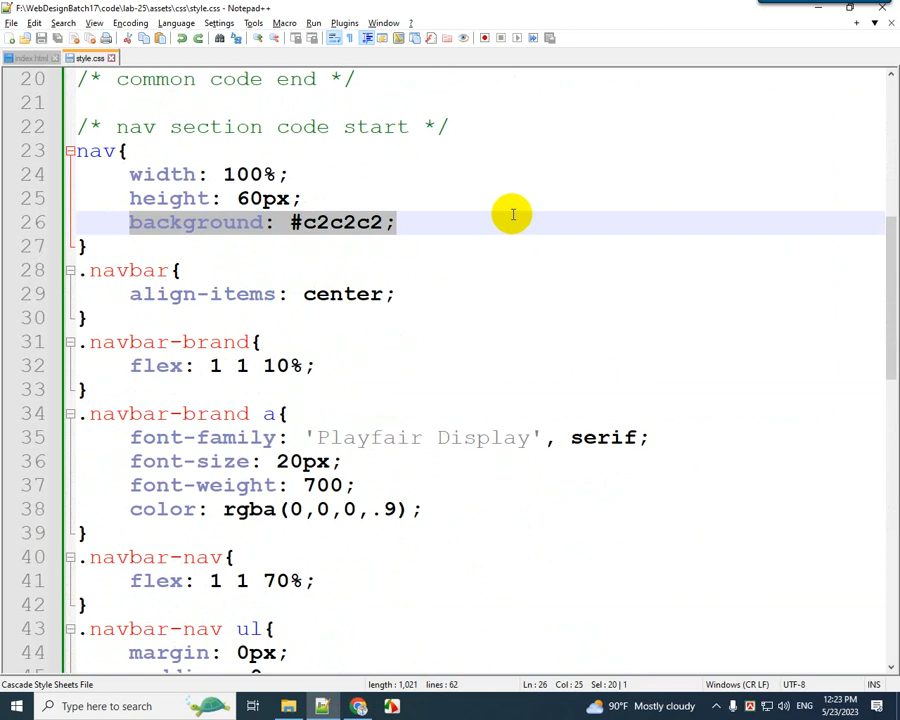 F:\WebDesignBatch17\code\lab-25\assets\css\style.css - Notepad++
File Edit Search View Encoding Language Settings Tools Macro Run Plugins Window ?
index.html style.css
20 /* common code end */
21
22 /* nav section code start */
23 nav{
24 width: 100%;
25 height: 60px;
26 background: #c2c2c2;
27 }
28 .navbar{
29 align-items: center;
30 }
31 .navbar-brand{
32 flex: 1 1 10%;
33 }
34 .navbar-brand a{
35 font-family: 'Playfair Display', serif;
36 font-size: 20px;
37 font-weight: 700;
38 color: rgba(0,0,0,.9);
39 }
40 .navbar-nav{
41 flex: 1 1 70%;
42 }
43 .navbar-nav ul{
44 margin: 0px;
Cascade Style Sheets File length : 1,021 lines : 62 Ln : 26 Col : 25 Sel : 20 | 1 Windows (CR LF) UTF-8 INS
Type here to search 90°F Mostly cloudy ENG 12:23 PM
5/23/2023